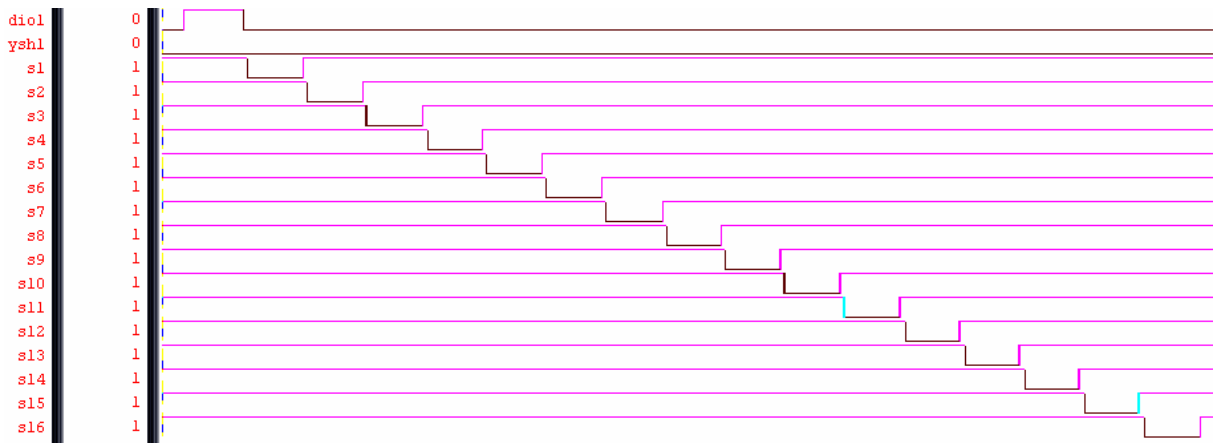 dio1 0
ysh1 0
s1 1
s2 1
s3 1
s4 1
s5 1
s6 1
s7 1
s8 1
s9 1
s10 1
s11 1
s12 1
s13 1
s14 1
s15 1
s16 1